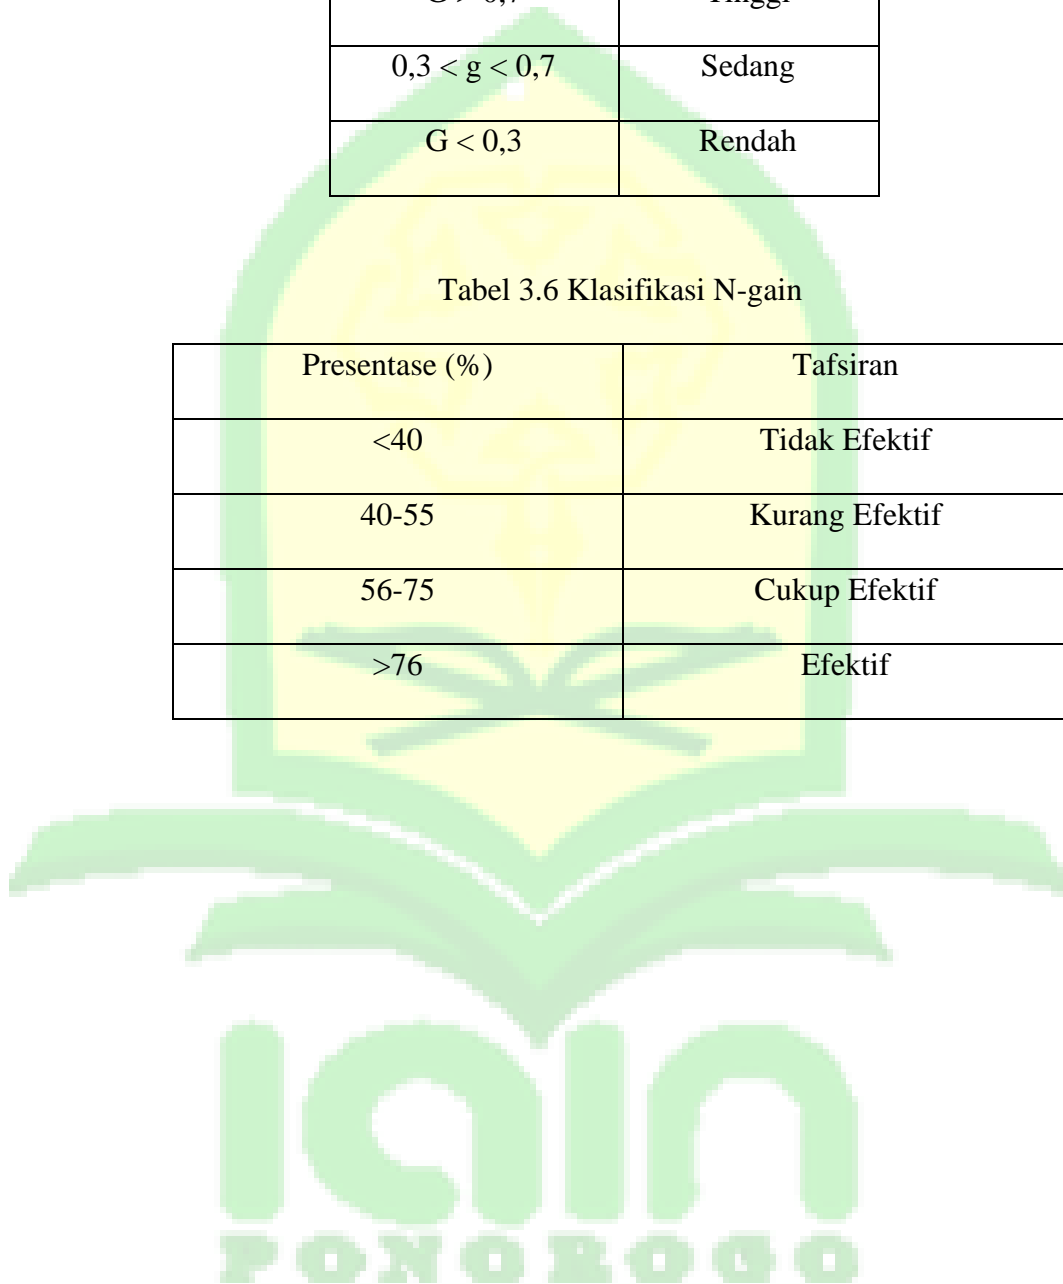 0,3 < g < 0,7 Sedang
G < 0,3 Rendah
Tabel 3.6 Klasifikasi N-gain
Presentase (%) Tafsiran
<40 Tidak Efektif
40-55 Kurang Efektif
56-75 Cukup Efektif
>76 Efektif
iain
PONOROGO